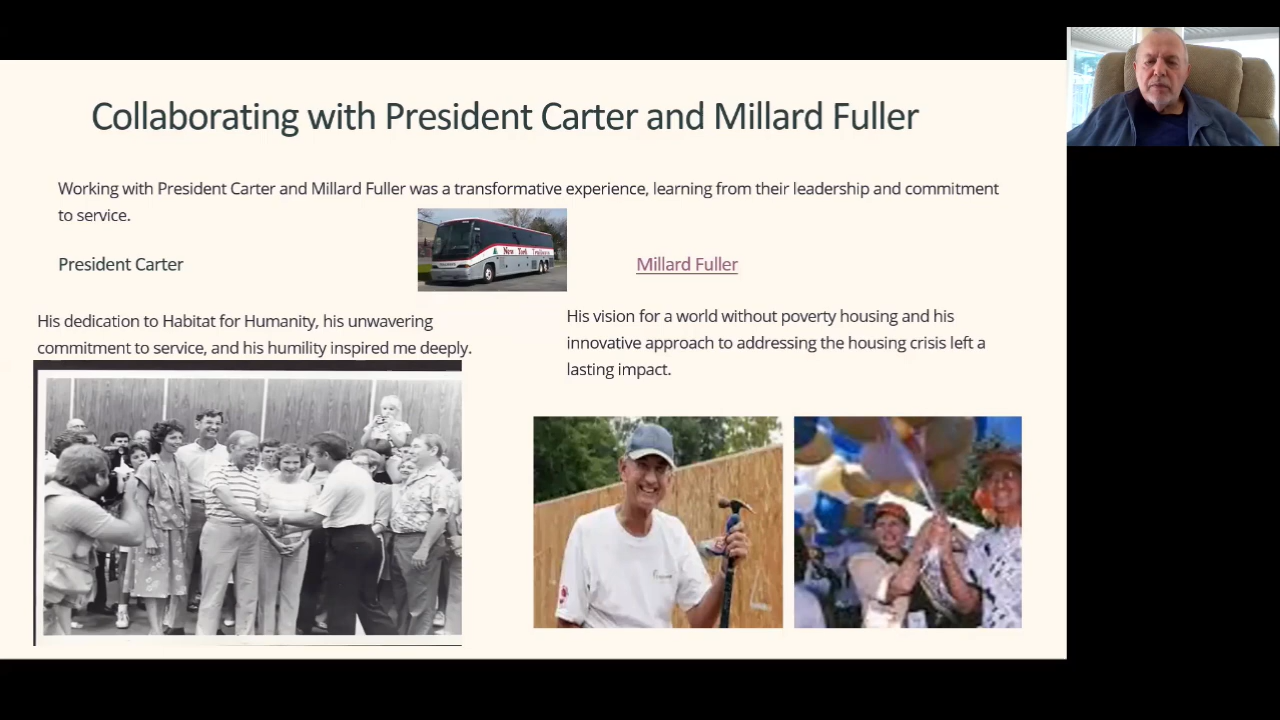 Collaborating with President Carter and Millard Fuller
Working with President Carter and Millard Fuller was a transformative experience, learning from their leadership and commitment
to service.
New York Trailways
President Carter
Millard Fuller
His dedication to Habitat for Humanity, his unwavering
commitment to service, and his humility inspired me deeply.
His vision for a world without poverty housing and his
innovative approach to addressing the housing crisis left a
lasting impact.